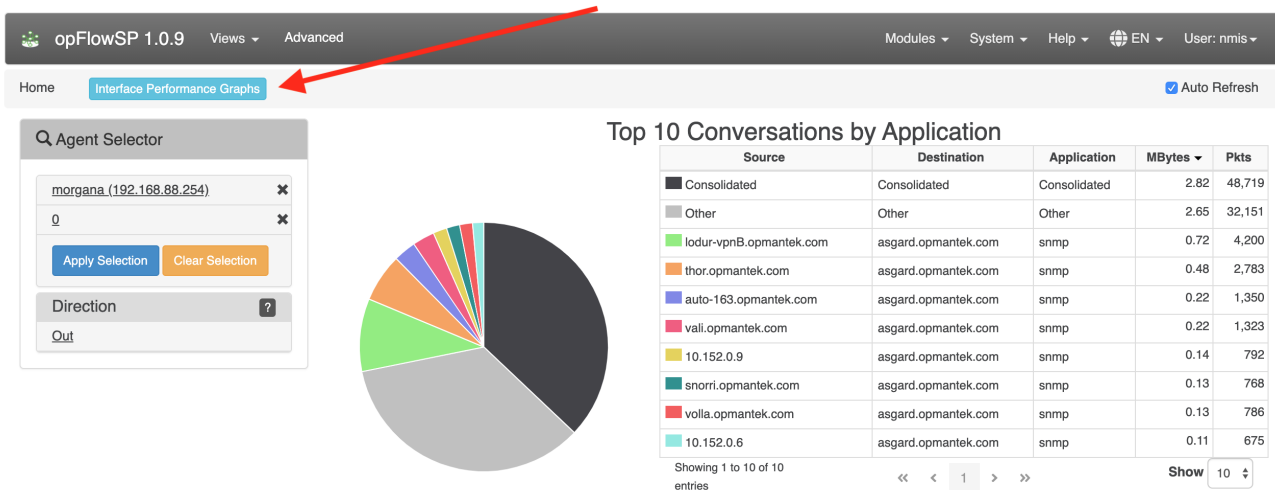 opFlowSP 1.0.9 Views Advanced Modules System Help EN User: nmis
Home Interface Performance Graphs Auto Refresh
Agent Selector
morgana (192.168.88.254)
0
Apply Selection Clear Selection
Direction ?
Out
Top 10 Conversations by Application
Source Destination Application MBytes Pkts
Consolidated Consolidated Consolidated 2.82 48,719
Other Other Other 2.65 32,151
lodur-vpnB.opmantek.com asgard.opmantek.com snmp 0.72 4,200
thor.opmantek.com asgard.opmantek.com snmp 0.48 2,783
auto-163.opmantek.com asgard.opmantek.com snmp 0.22 1,350
vali.opmantek.com asgard.opmantek.com snmp 0.22 1,323
10.152.0.9 asgard.opmantek.com snmp 0.14 792
snorri.opmantek.com asgard.opmantek.com snmp 0.13 768
volla.opmantek.com asgard.opmantek.com snmp 0.13 786
10.152.0.6 asgard.opmantek.com snmp 0.11 675
Showing 1 to 10 of 10
entries
« ‹ 1 › » Show 10